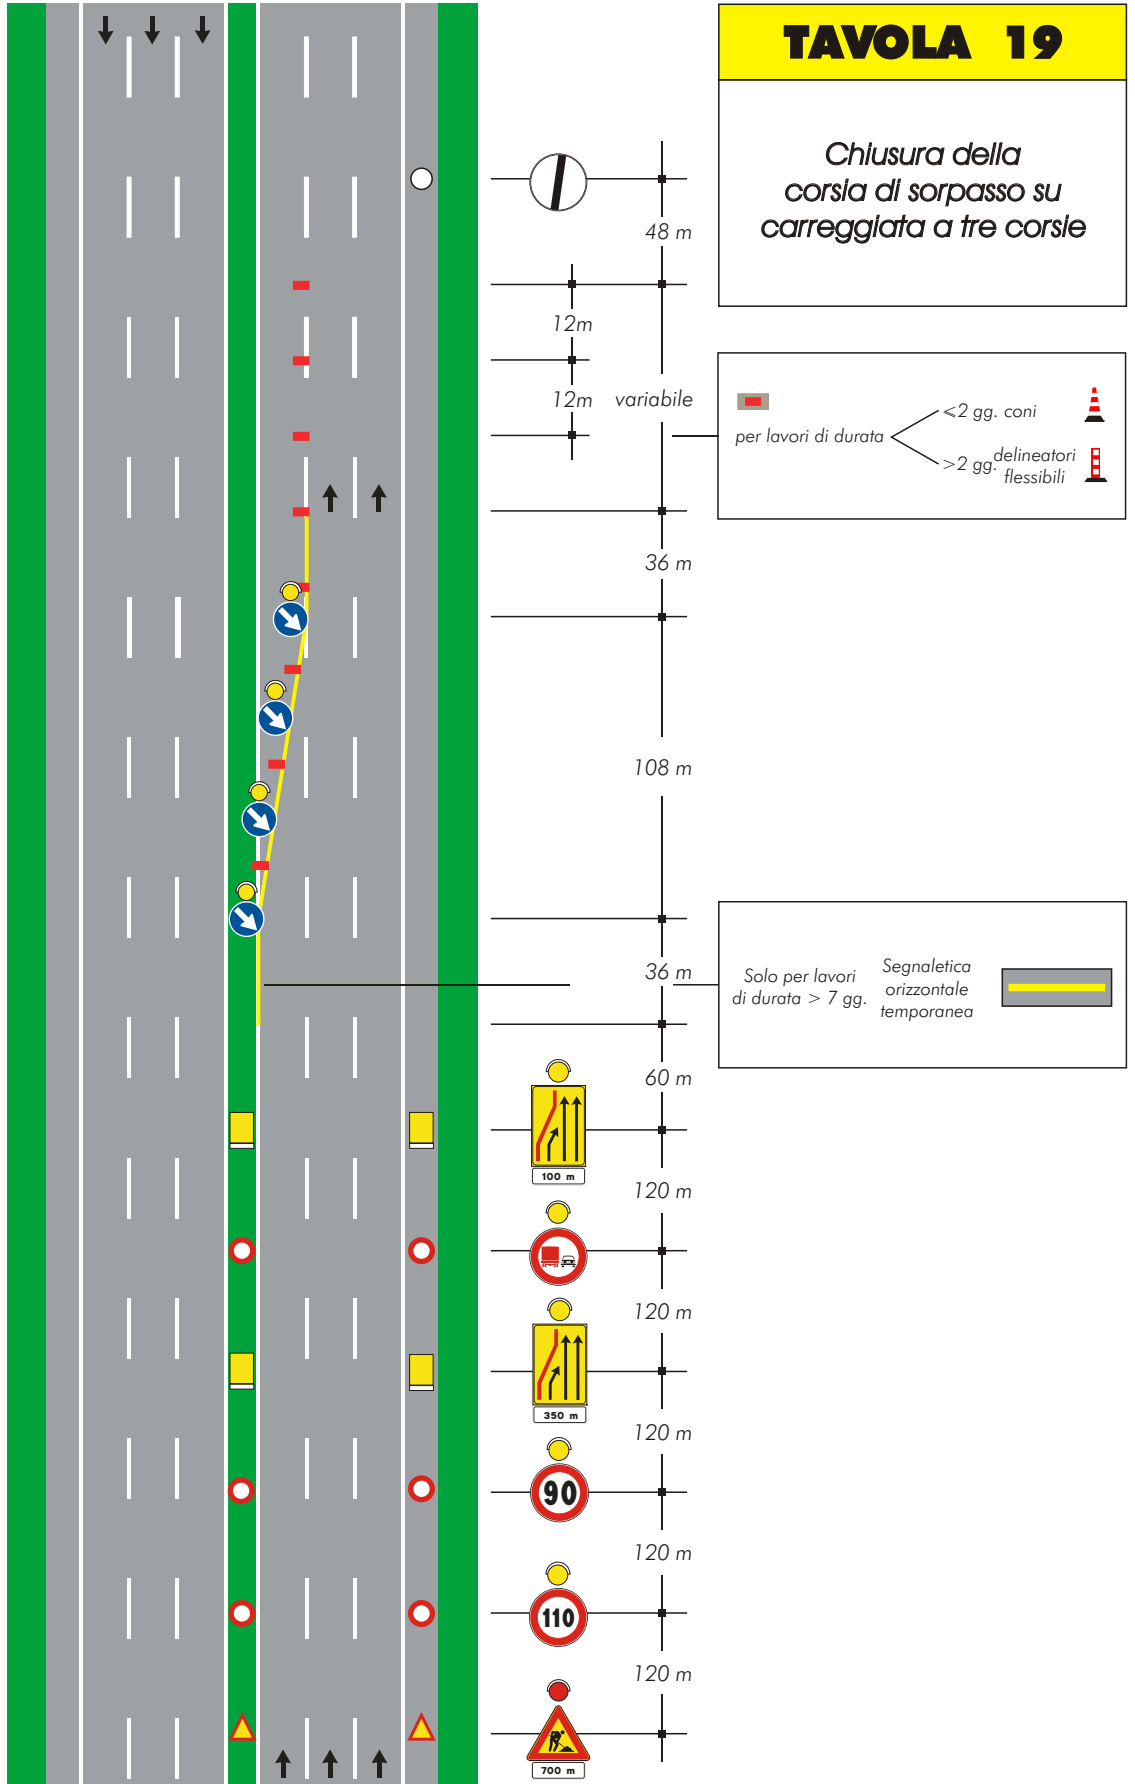 TAVOLA 19
Chiusura della
corsia di sorpasso su
carreggiata a tre corsie
48 m
12m
12m
variabile
per lavori di durata
<2 gg. coni
>2 gg. delineatori
flessibili
36 m
108 m
36 m
Solo per lavori
di durata > 7 gg.
Segnaletica
orizzontale
temporanea
60 m
100 m
120 m
120 m
350 m
120 m
90
120 m
110
120 m
700 m